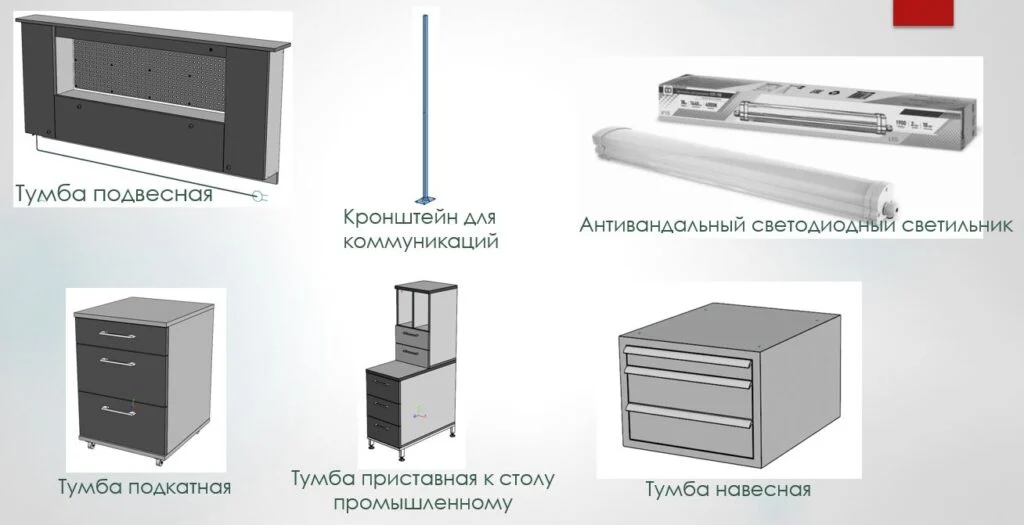 Тумба подвесная
Кронштейн для
коммуникаций
Антивандальный светодиодный светильник
Тумба подкатная
Тумба приставная к столу
промышленному
Тумба навесная